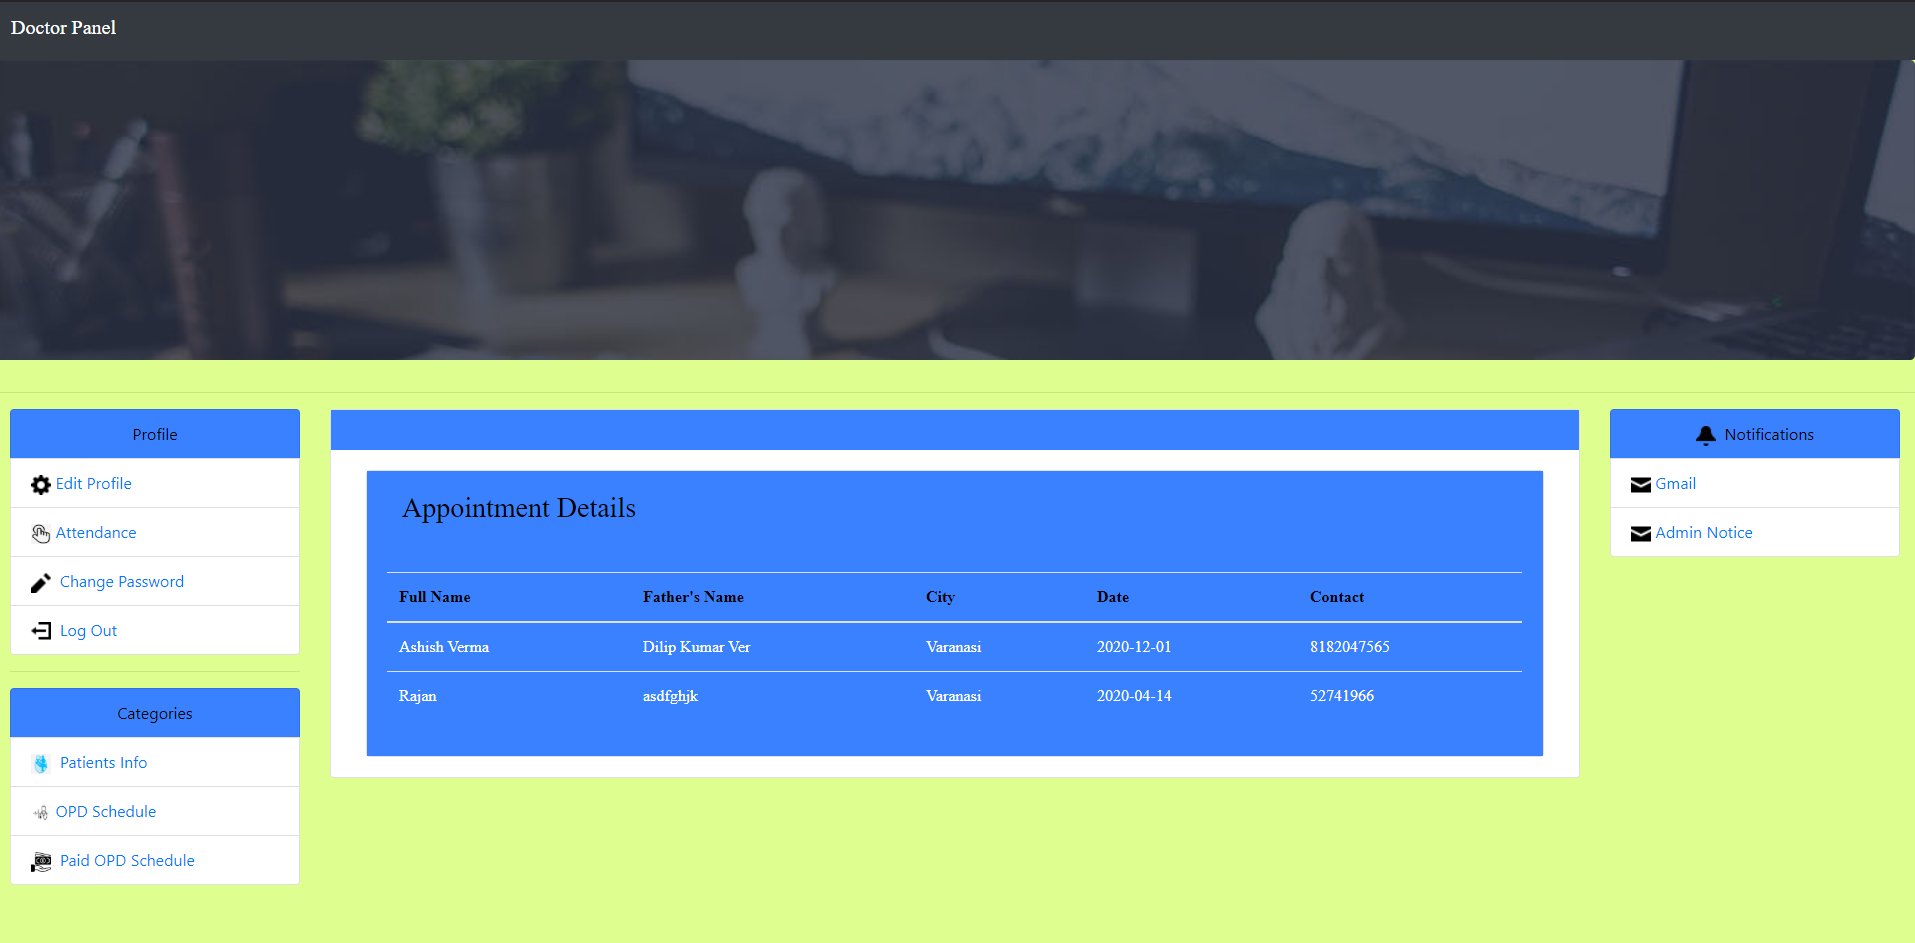 Doctor Panel
Profile
Edit Profile
Attendance
Change Password
Log Out
Categories
Patients Info
OPD Schedule
Paid OPD Schedule
Appointment Details
Full Name Father's Name City Date Contact
Ashish Verma Dilip Kumar Ver Varanasi 2020-12-01 8182047565
Rajan asdfghjk Varanasi 2020-04-14 52741966
Notifications
Gmail
Admin Notice